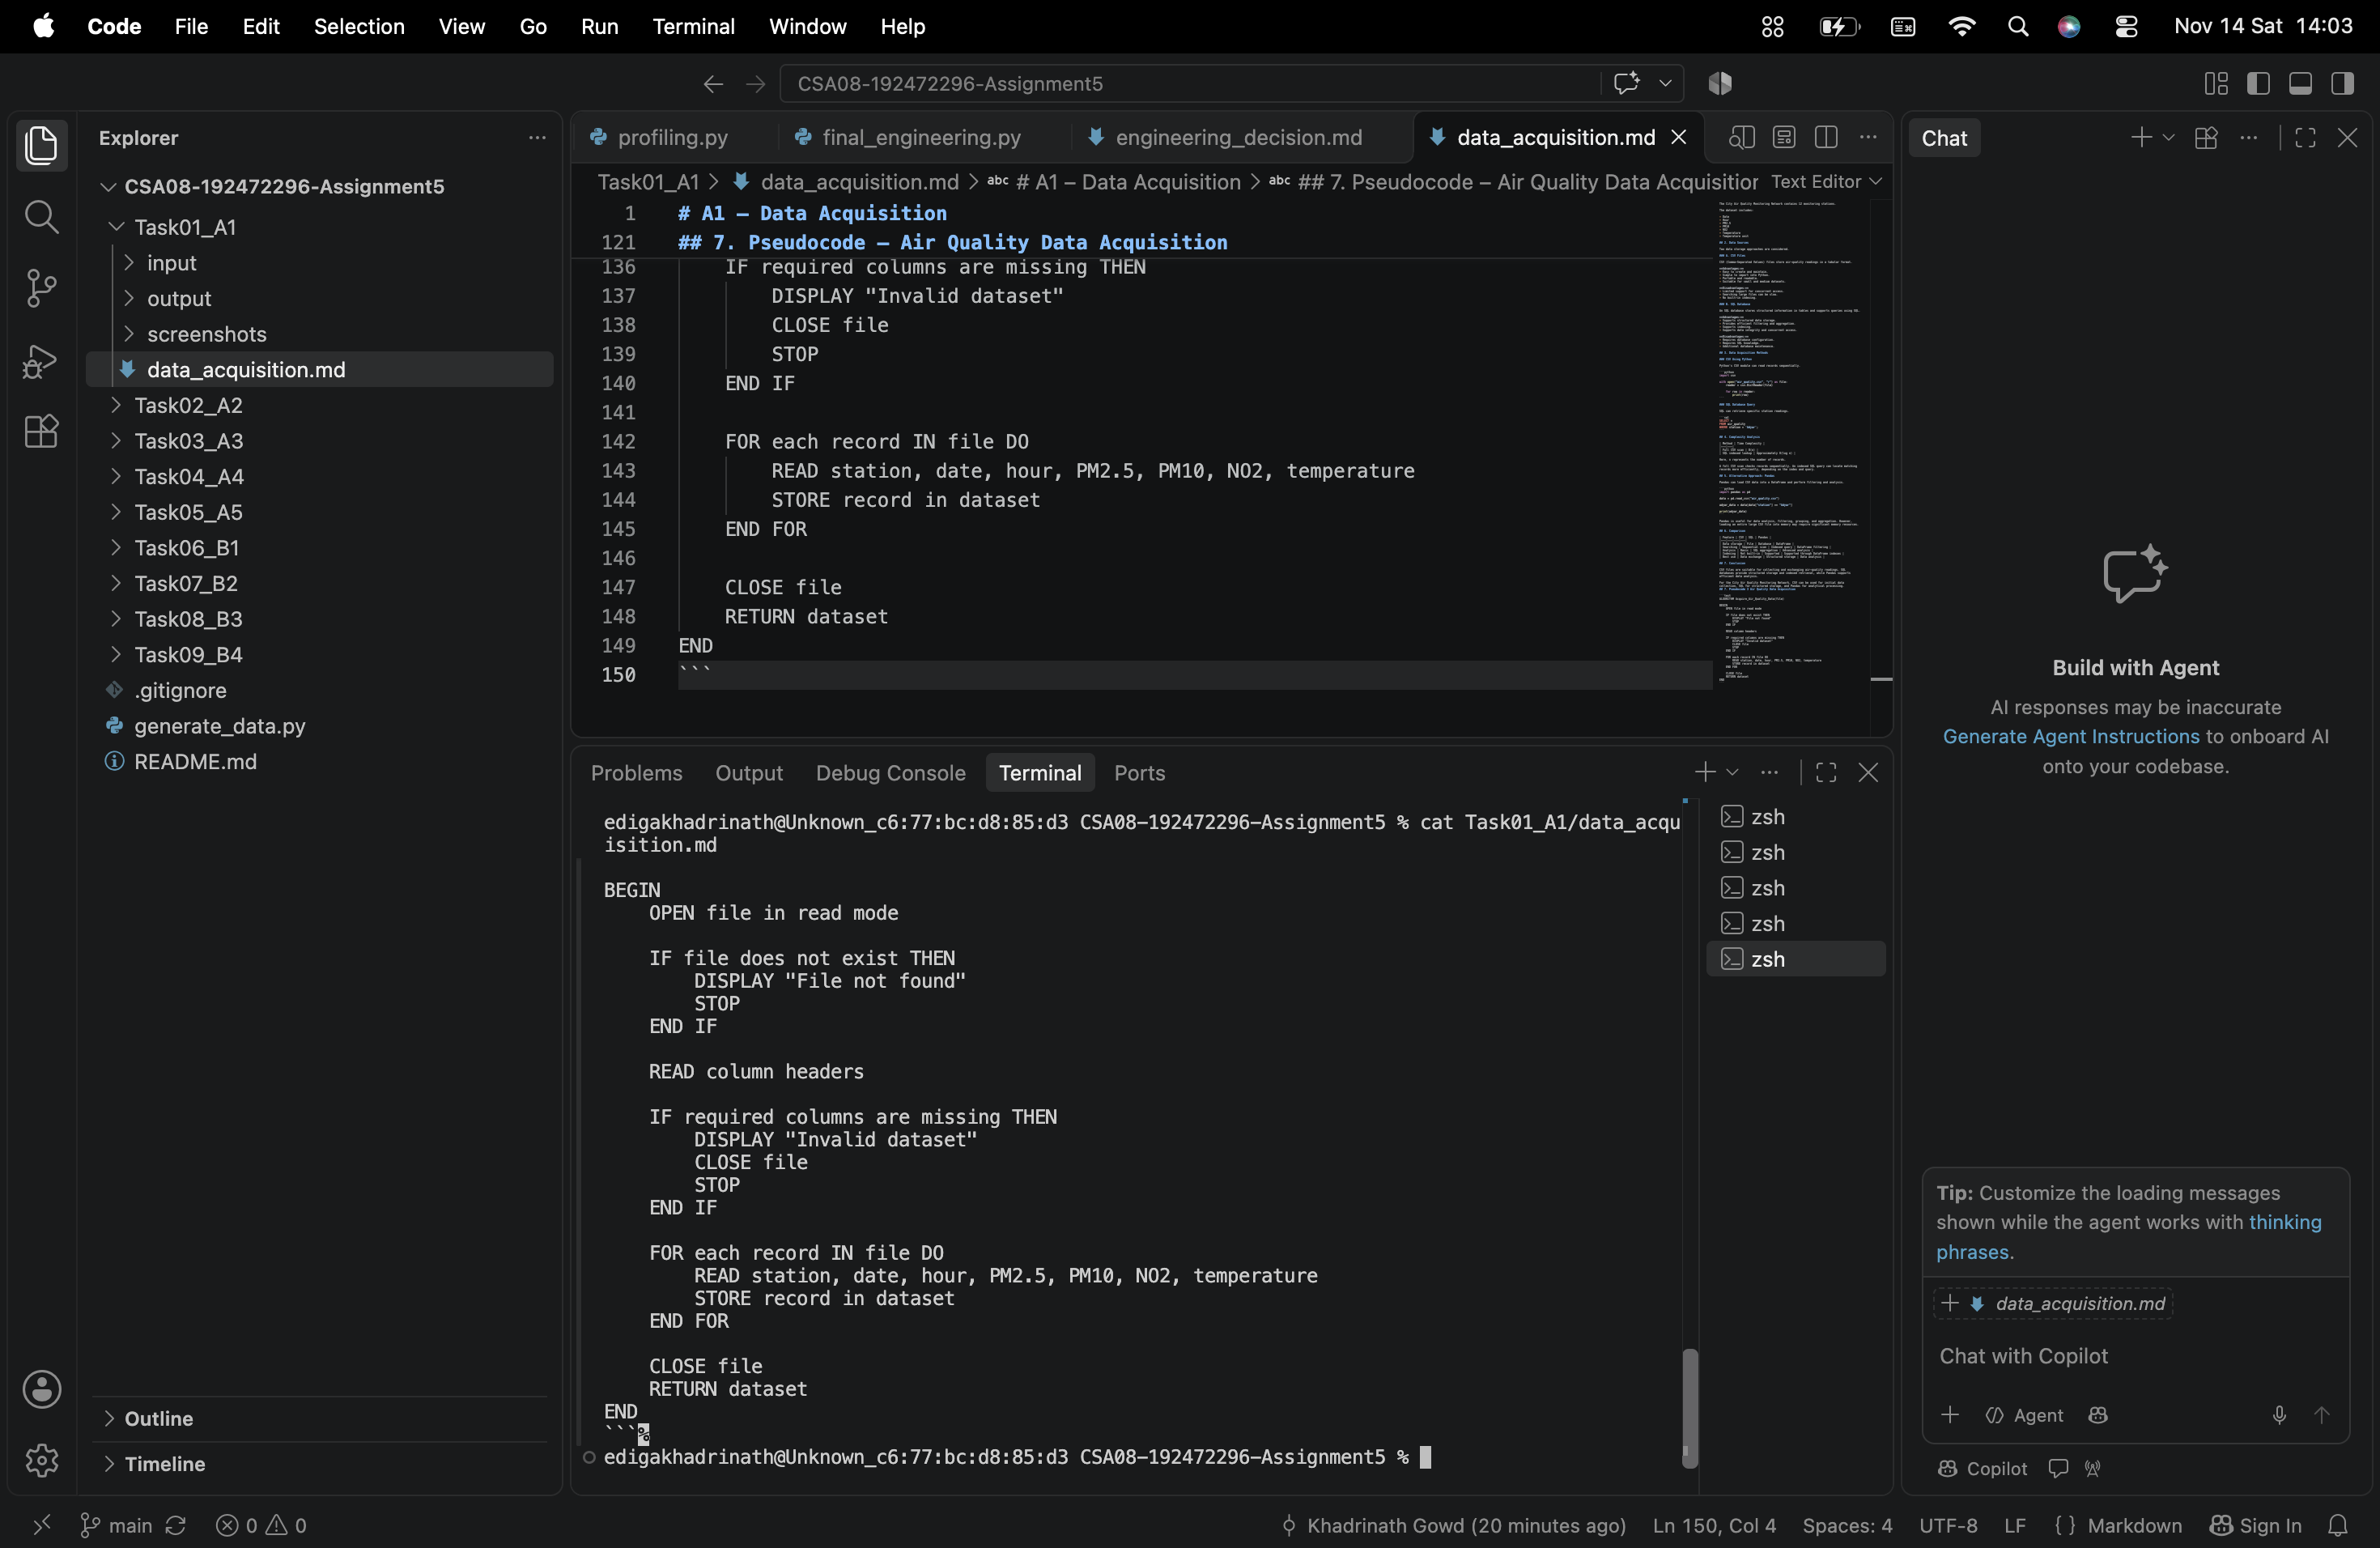 Code File Edit Selection View Go Run Terminal Window Help
Nov 14 Sat 14:03
CSA08-192472296-Assignment5
Explorer
CSA08-192472296-Assignment5
Task01_A1
input
output
screenshots
data_acquisition.md
Task02_A2
Task03_A3
Task04_A4
Task05_A5
Task06_B1
Task07_B2
Task08_B3
Task09_B4
.gitignore
generate_data.py
README.md
Outline
Timeline
profiling.py
final_engineering.py
engineering_decision.md
data_acquisition.md
Task01_A1 > data_acquisition.md > abc # A1 – Data Acquisition > abc ## 7. Pseudocode – Air Quality Data Acquisition
Text Editor
1 # A1 – Data Acquisition
121 ## 7. Pseudocode – Air Quality Data Acquisition
136 IF required columns are missing THEN
137 DISPLAY "Invalid dataset"
138 CLOSE file
139 STOP
140 END IF
141
142 FOR each record IN file DO
143 READ station, date, hour, PM2.5, PM10, NO2, temperature
144 STORE record in dataset
145 END FOR
146
147 CLOSE file
148 RETURN dataset
149 END
150 ```
Problems Output Debug Console Terminal Ports
edigakhadrinath@Unknown_c6:77:bc:d8:85:d3 CSA08-192472296-Assignment5 % cat Task01_A1/data_acqu
isition.md
BEGIN
OPEN file in read mode
IF file does not exist THEN
DISPLAY "File not found"
STOP
END IF
READ column headers
IF required columns are missing THEN
DISPLAY "Invalid dataset"
CLOSE file
STOP
END IF
FOR each record IN file DO
READ station, date, hour, PM2.5, PM10, NO2, temperature
STORE record in dataset
END FOR
CLOSE file
RETURN dataset
END
```%
edigakhadrinath@Unknown_c6:77:bc:d8:85:d3 CSA08-192472296-Assignment5 %
zsh
zsh
zsh
zsh
zsh
Chat
Build with Agent
AI responses may be inaccurate
Generate Agent Instructions to onboard AI
onto your codebase.
Tip: Customize the loading messages
shown while the agent works with thinking
phrases.
data_acquisition.md
Chat with Copilot
Agent
Copilot
main 0 0
Khadrinath Gowd (20 minutes ago) Ln 150, Col 4 Spaces: 4 UTF-8 LF {} Markdown Sign In